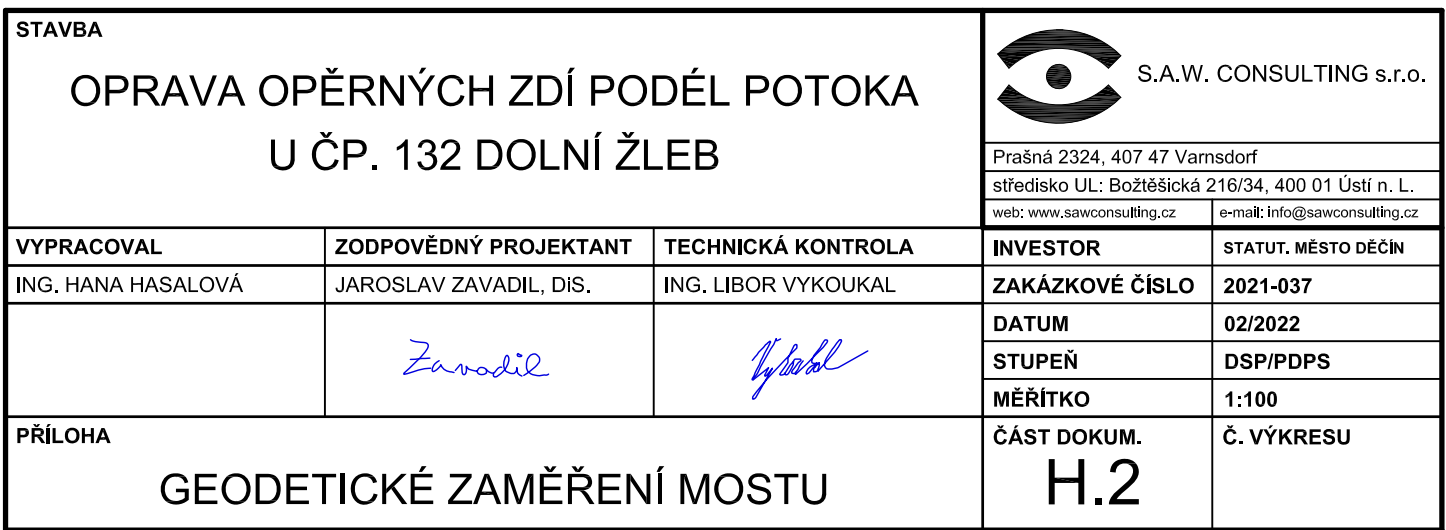 STAVBA
OPRAVA OPĚRNÝCH ZDÍ PODÉL POTOKA
U ČP. 132 DOLNÍ ŽLEB
S.A.W. CONSULTING s.r.o.
Prašná 2324, 407 47 Varnsdorf
středisko UL: Božtěšická 216/34, 400 01 Ústí n. L.
web: www.sawconsulting.cz e-mail: info@sawconsulting.cz
VYPRACOVAL ZODPOVĚDNÝ PROJEKTANT TECHNICKÁ KONTROLA
ING. HANA HASALOVÁ JAROSLAV ZAVADIL, DiS. ING. LIBOR VYKOUKAL
Zavadil Vykoukal
INVESTOR STATUT. MĚSTO DĚČÍN
ZAKÁZKOVÉ ČÍSLO 2021-037
DATUM 02/2022
STUPEŇ DSP/PDPS
MĚŘÍTKO 1:100
PŘÍLOHA
GEODETICKÉ ZAMĚŘENÍ MOSTU
ČÁST DOKUM. Č. VÝKRESU
H.2